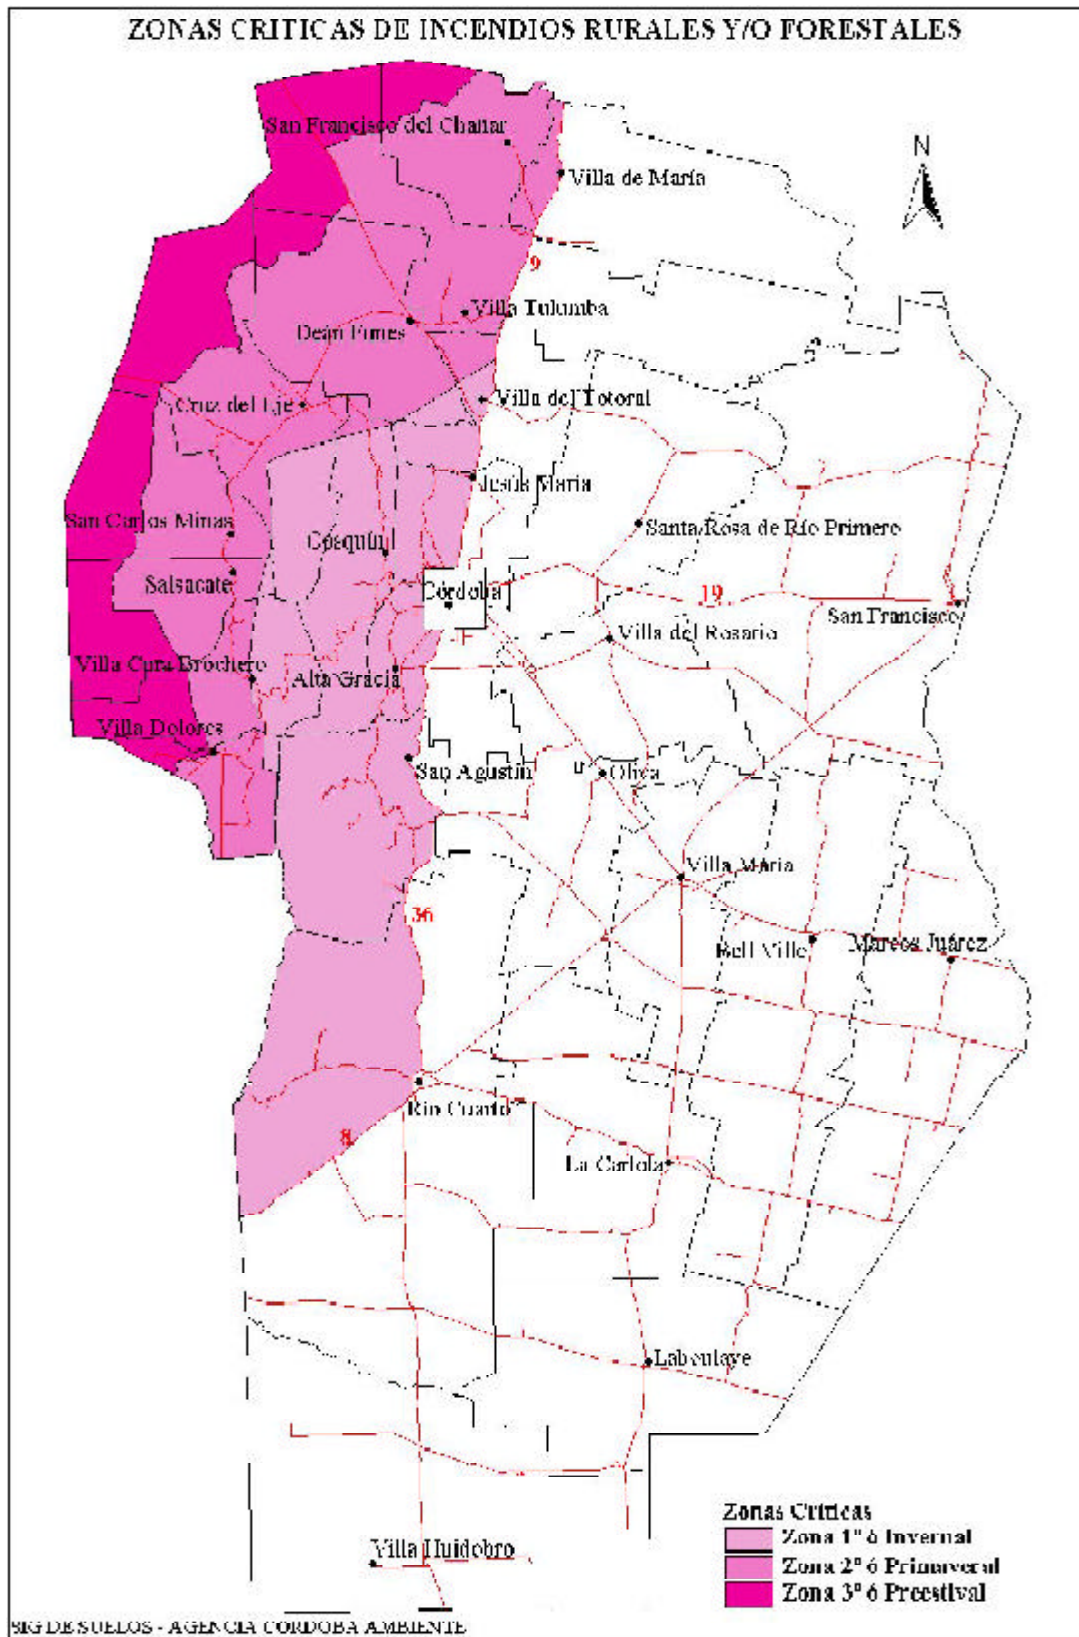 ZONAS CRITICAS DE INCENDIOS RURALES Y/O FORESTALES
San Francisco del Chañar
N
Villa de María
9
Villa Tulumba
Deán Funes
Villa del Totoral
Cruz del Eje
Jesús María
San Carlos Minas
Santa Rosa de Río Primero
Cosquín
Salsacate
Córdoba
19
San Francisco
Villa del Rosario
Villa Cura Brochero
Alta Gracia
Villa Dolores
San Agustín
Oliva
Villa María
36
Bell Ville
Marcos Juárez
Río Cuarto
8
La Carlota
Laboulaye
Zonas Críticas
Zona 1ª ó Invernal
Villa Huidobro
Zona 2ª ó Primaveral
Zona 3ª ó Preestival
SIG DE SUELOS - AGENCIA CORDOBA AMBIENTE